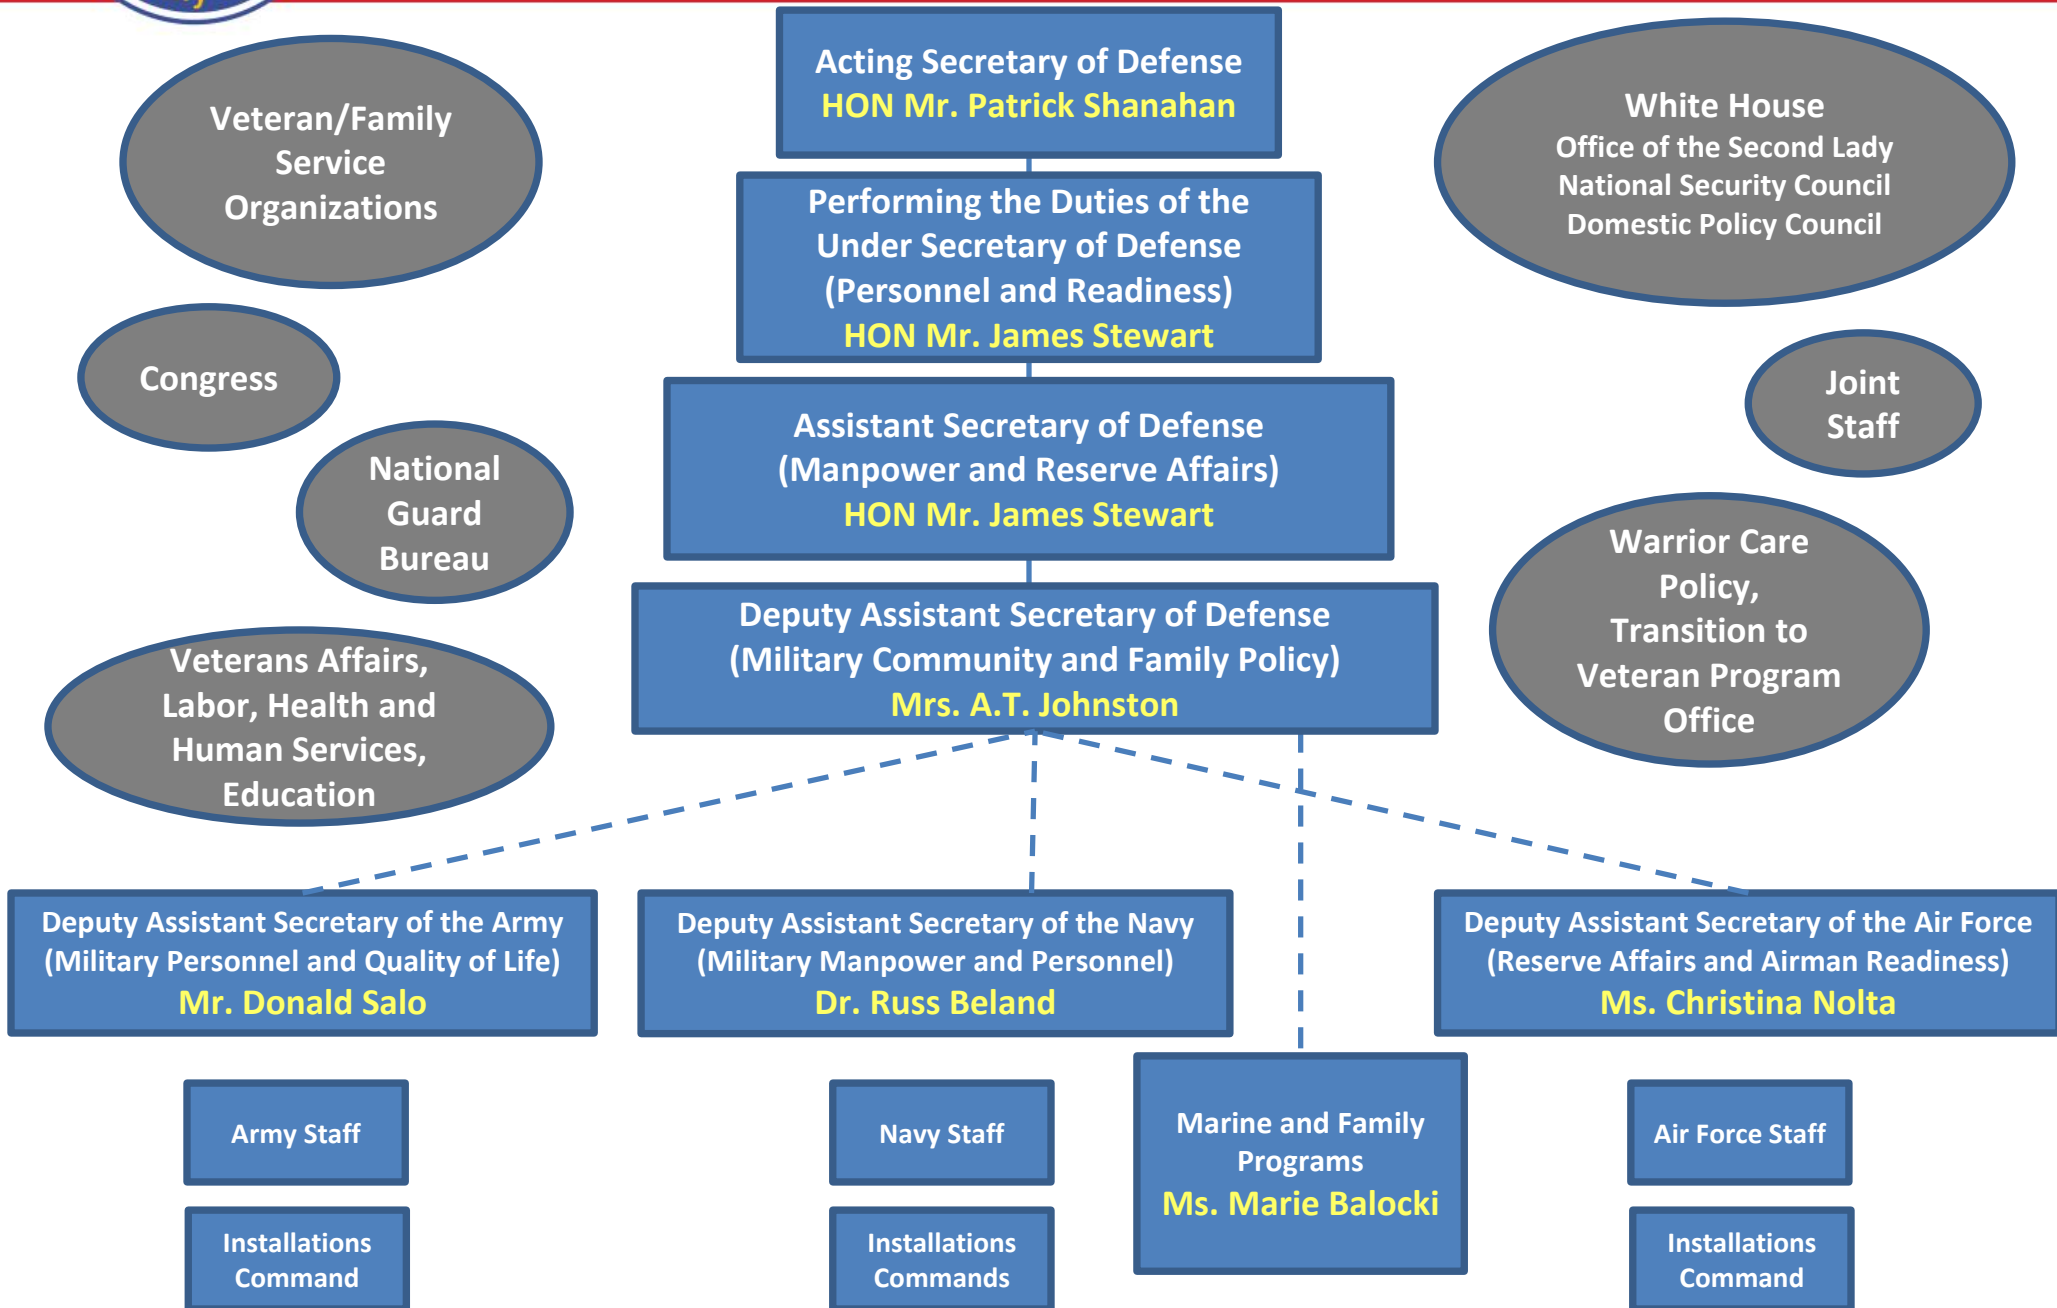 Acting Secretary of Defense
HON Mr. Patrick Shanahan
Veteran/Family
Service
Organizations
White House
Office of the Second Lady
National Security Council
Domestic Policy Council
Performing the Duties of the
Under Secretary of Defense
(Personnel and Readiness)
HON Mr. James Stewart
Congress
Joint
Staff
Assistant Secretary of Defense
(Manpower and Reserve Affairs)
HON Mr. James Stewart
National
Guard
Bureau
Warrior Care
Policy,
Transition to
Veteran Program
Office
Deputy Assistant Secretary of Defense
(Military Community and Family Policy)
Mrs. A.T. Johnston
Veterans Affairs,
Labor, Health and
Human Services,
Education
Deputy Assistant Secretary of the Army
(Military Personnel and Quality of Life)
Mr. Donald Salo
Deputy Assistant Secretary of the Navy
(Military Manpower and Personnel)
Dr. Russ Beland
Deputy Assistant Secretary of the Air Force
(Reserve Affairs and Airman Readiness)
Ms. Christina Nolta
Army Staff
Navy Staff
Marine and Family
Programs
Ms. Marie Balocki
Air Force Staff
Installations
Command
Installations
Commands
Installations
Command